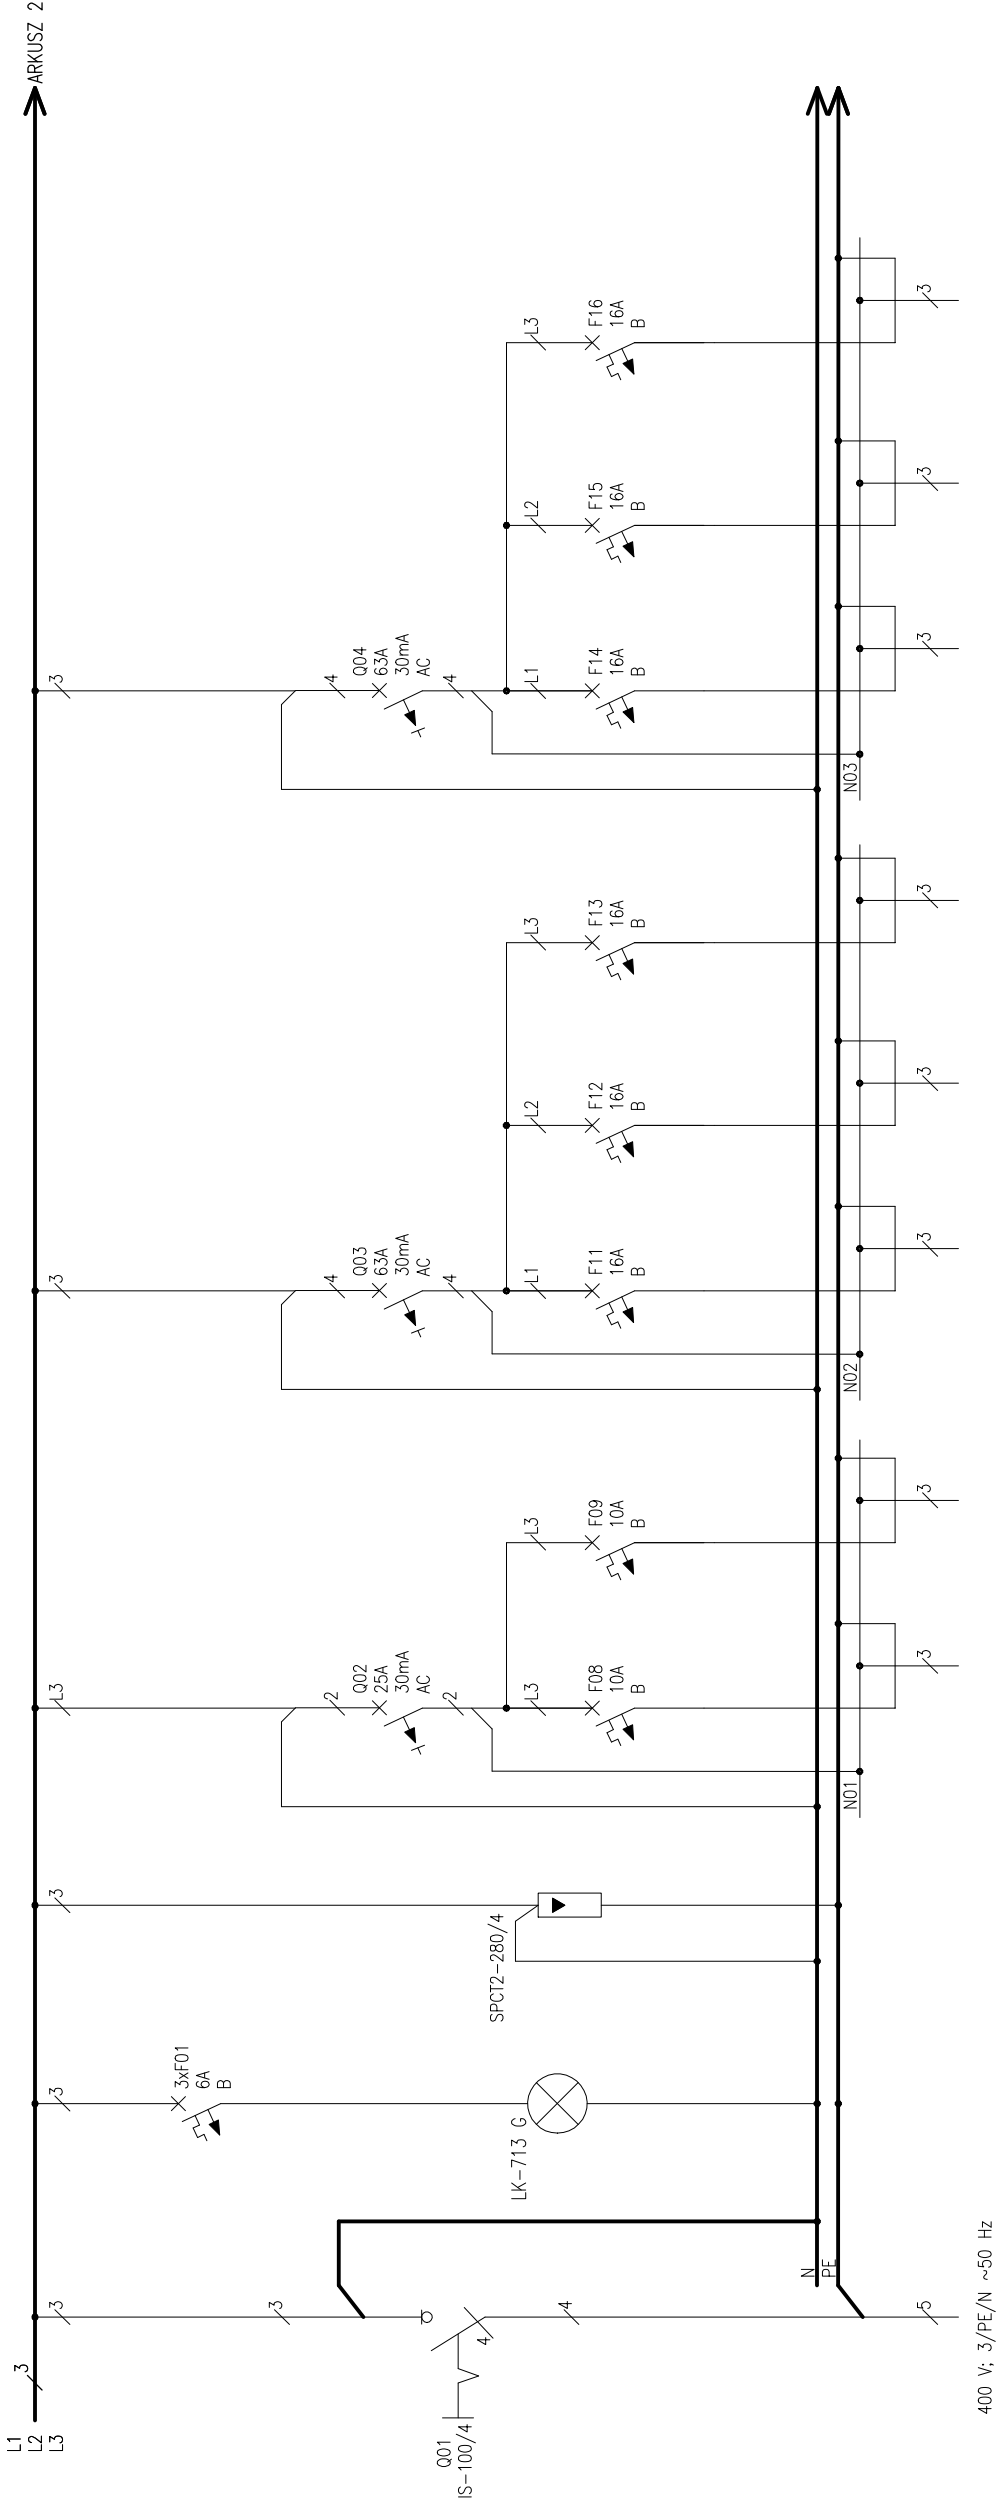 L1
L2
L3
3
ARKUSZ 2
Q01
IS-100/4
3
3
4
4
5
400 V; 3/PE/N ~50 Hz
N
PE
3
3xF01
6A
B
LK-713 G
3
SPCT2-280/4
L3
2
Q02
25A
30mA
AC
2
L3
F08
10A
B
L3
F09
10A
B
N01
3
3
3
4
Q03
63A
30mA
AC
4
L1
F11
16A
B
L2
F12
16A
B
L3
F13
16A
B
N02
3
3
3
3
4
Q04
63A
30mA
AC
4
L1
F14
16A
B
L2
F15
16A
B
L3
F16
16A
B
N03
3
3
3